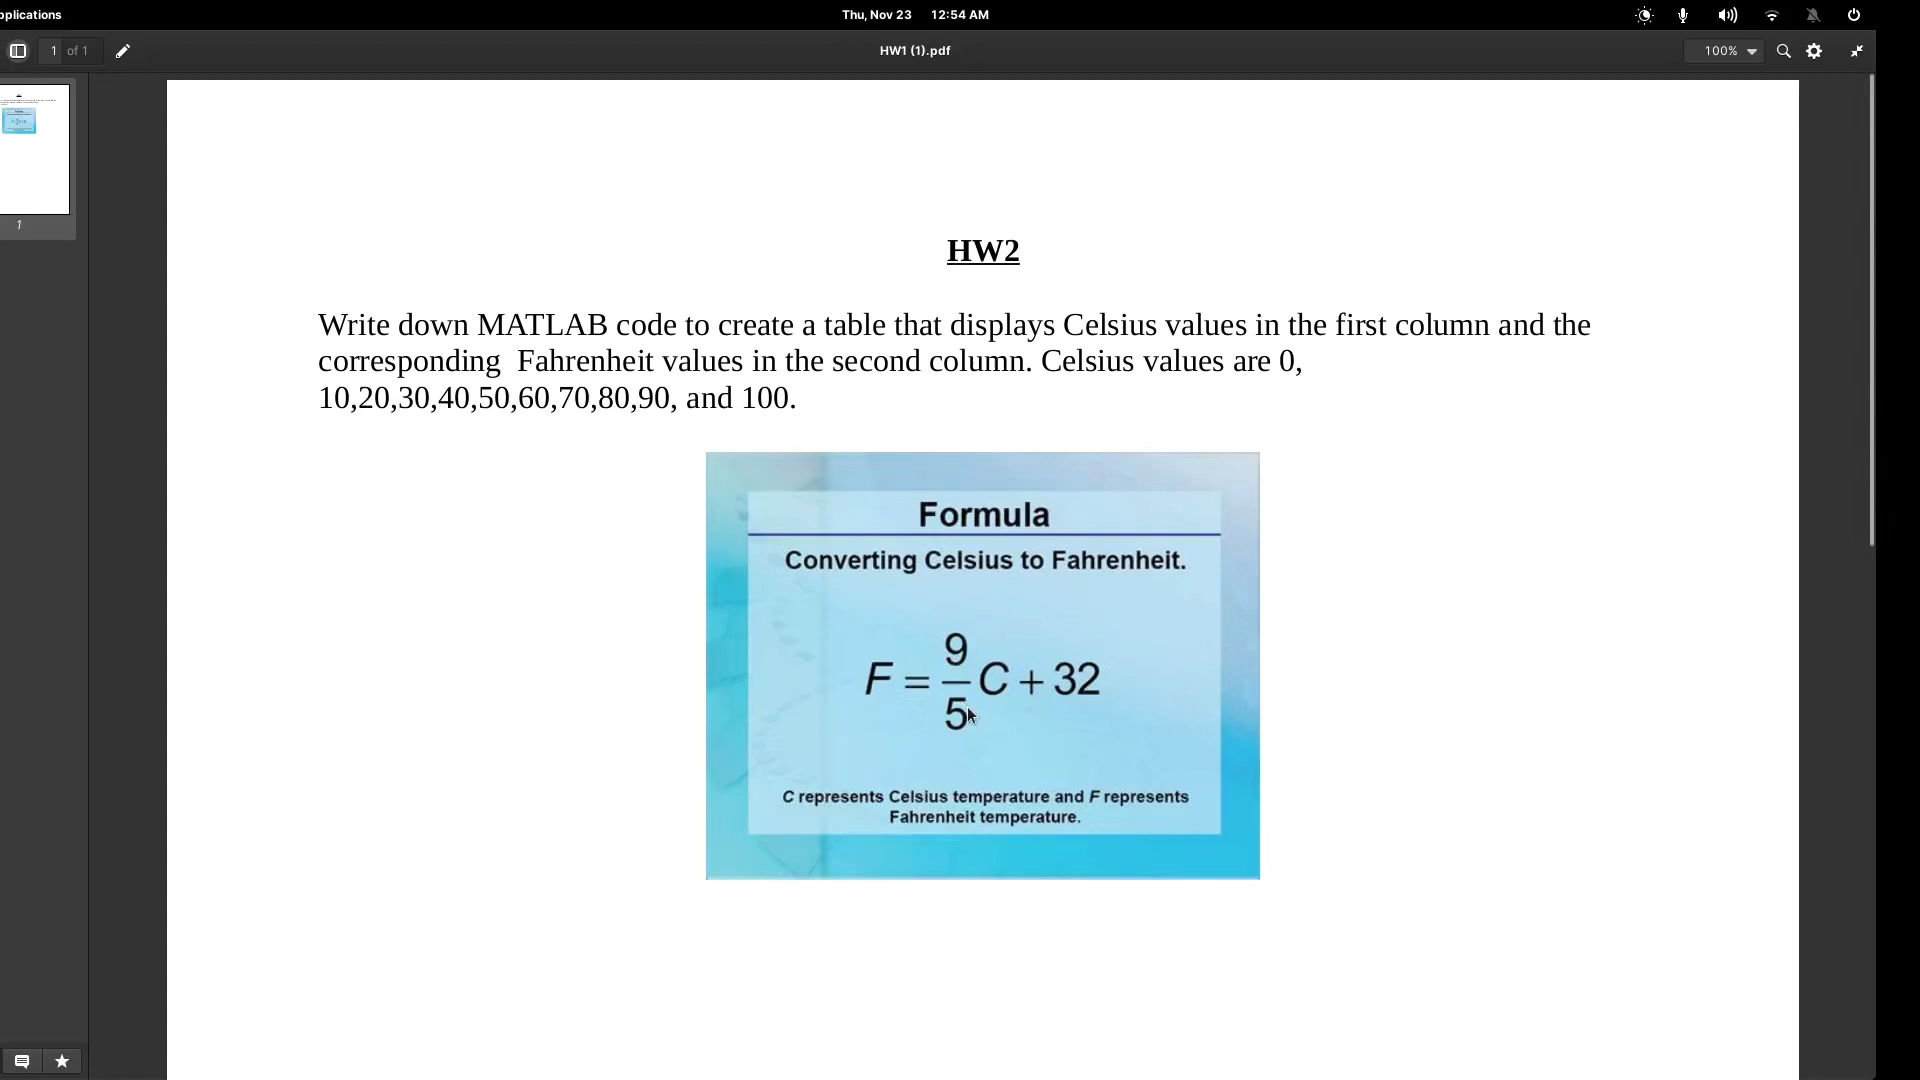 pplications
Thu, Nov 23 12:54 AM
1 of 1
HW1 (1).pdf
100%
1
HW2
Write down MATLAB code to create a table that displays Celsius values in the first column and the
corresponding Fahrenheit values in the second column. Celsius values are 0,
10,20,30,40,50,60,70,80,90, and 100.
Formula
Converting Celsius to Fahrenheit.
F = 9/5 C + 32
C represents Celsius temperature and F represents
Fahrenheit temperature.